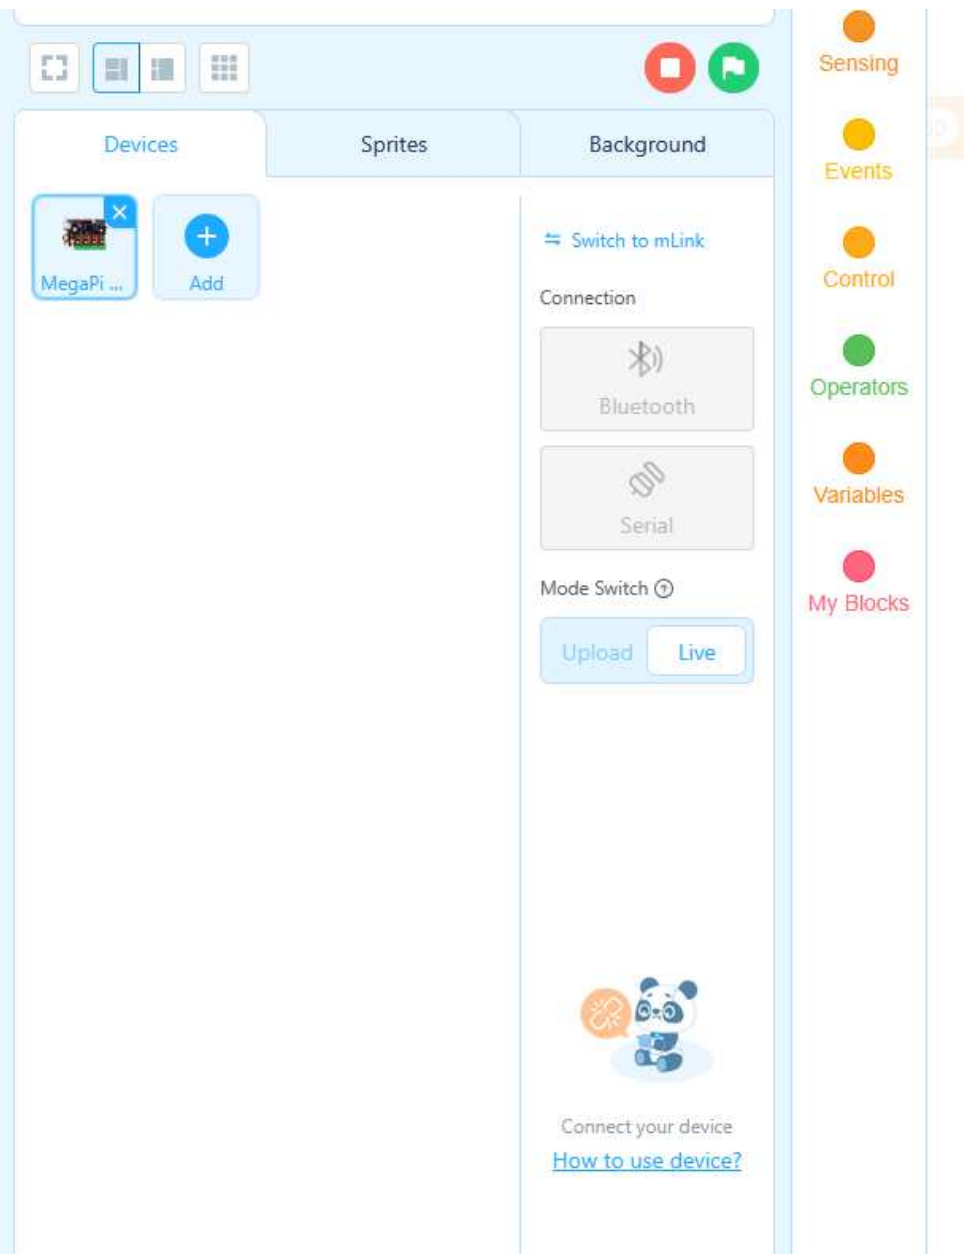 Devices
Sprites
Background
MegaPi ...
Add
Switch to mLink
Connection
Bluetooth
Serial
Mode Switch
Upload
Live
Connect your device
How to use device?
Sensing
Events
Control
Operators
Variables
My Blocks